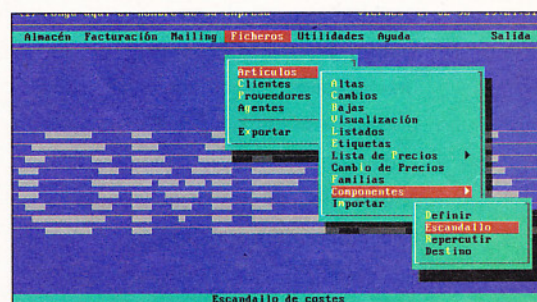 Almacén Facturación Mailing Ficheros Utilidades Ayuda Salida
Artículos
Clientes
Proveedores
Agentes
Exportar
Altas
Cambios
Bajas
Visualización
Listados
Etiquetas
Lista de Precios
Cambio de Precios
Familias
Componentes
Importar
Definir
Escandallo
Repercutir
Destino
Escandallo de costes